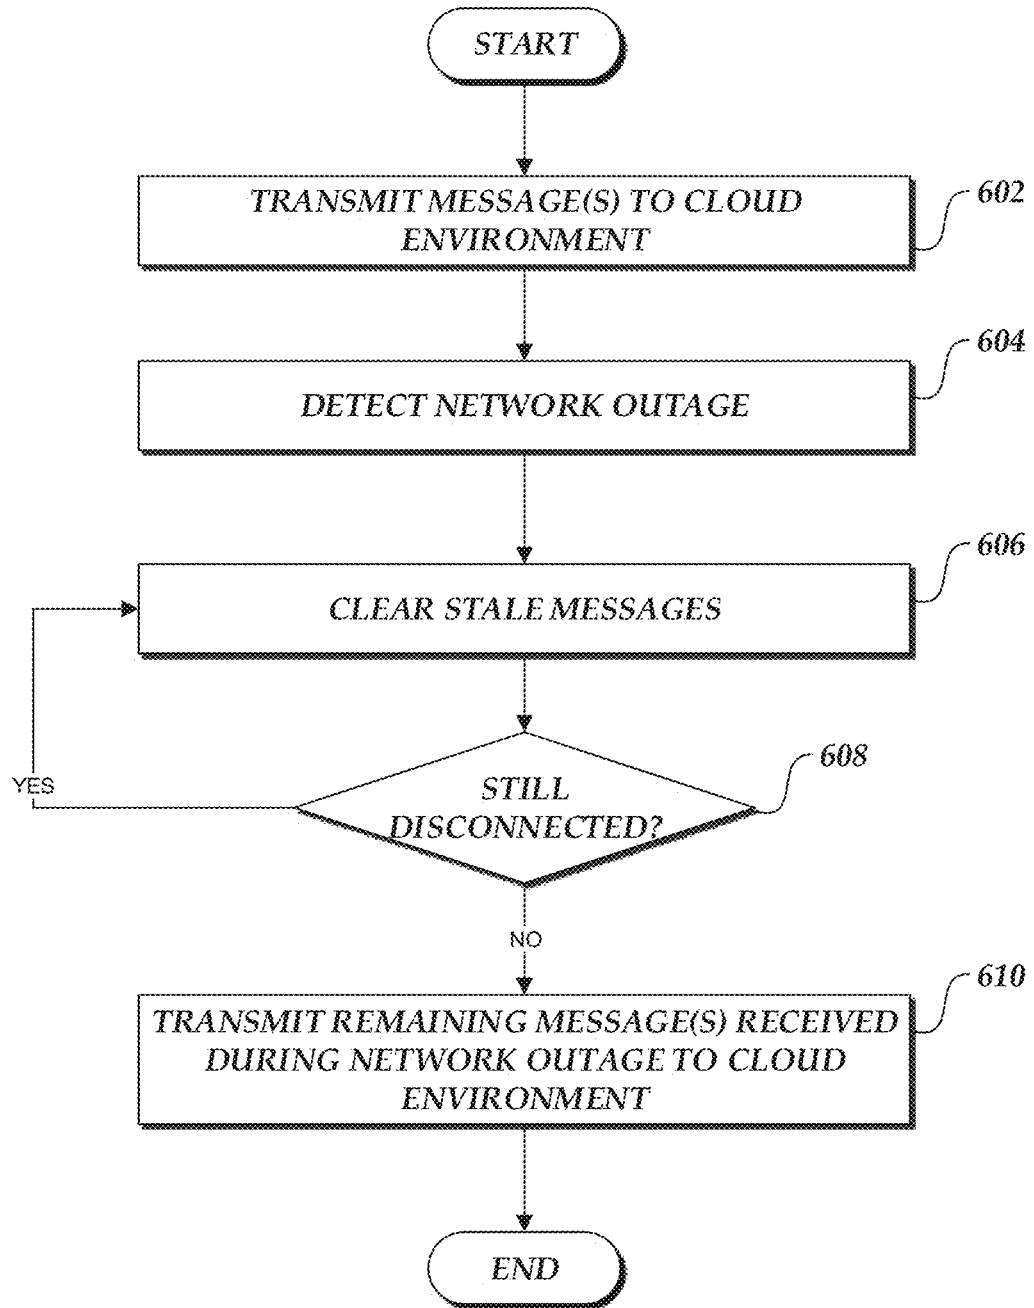 START
TRANSMIT MESSAGE(S) TO CLOUD
ENVIRONMENT
602
DETECT NETWORK OUTAGE
604
CLEAR STALE MESSAGES
606
STILL
DISCONNECTED?
608
YES
NO
TRANSMIT REMAINING MESSAGE(S) RECEIVED
DURING NETWORK OUTAGE TO CLOUD
ENVIRONMENT
610
END